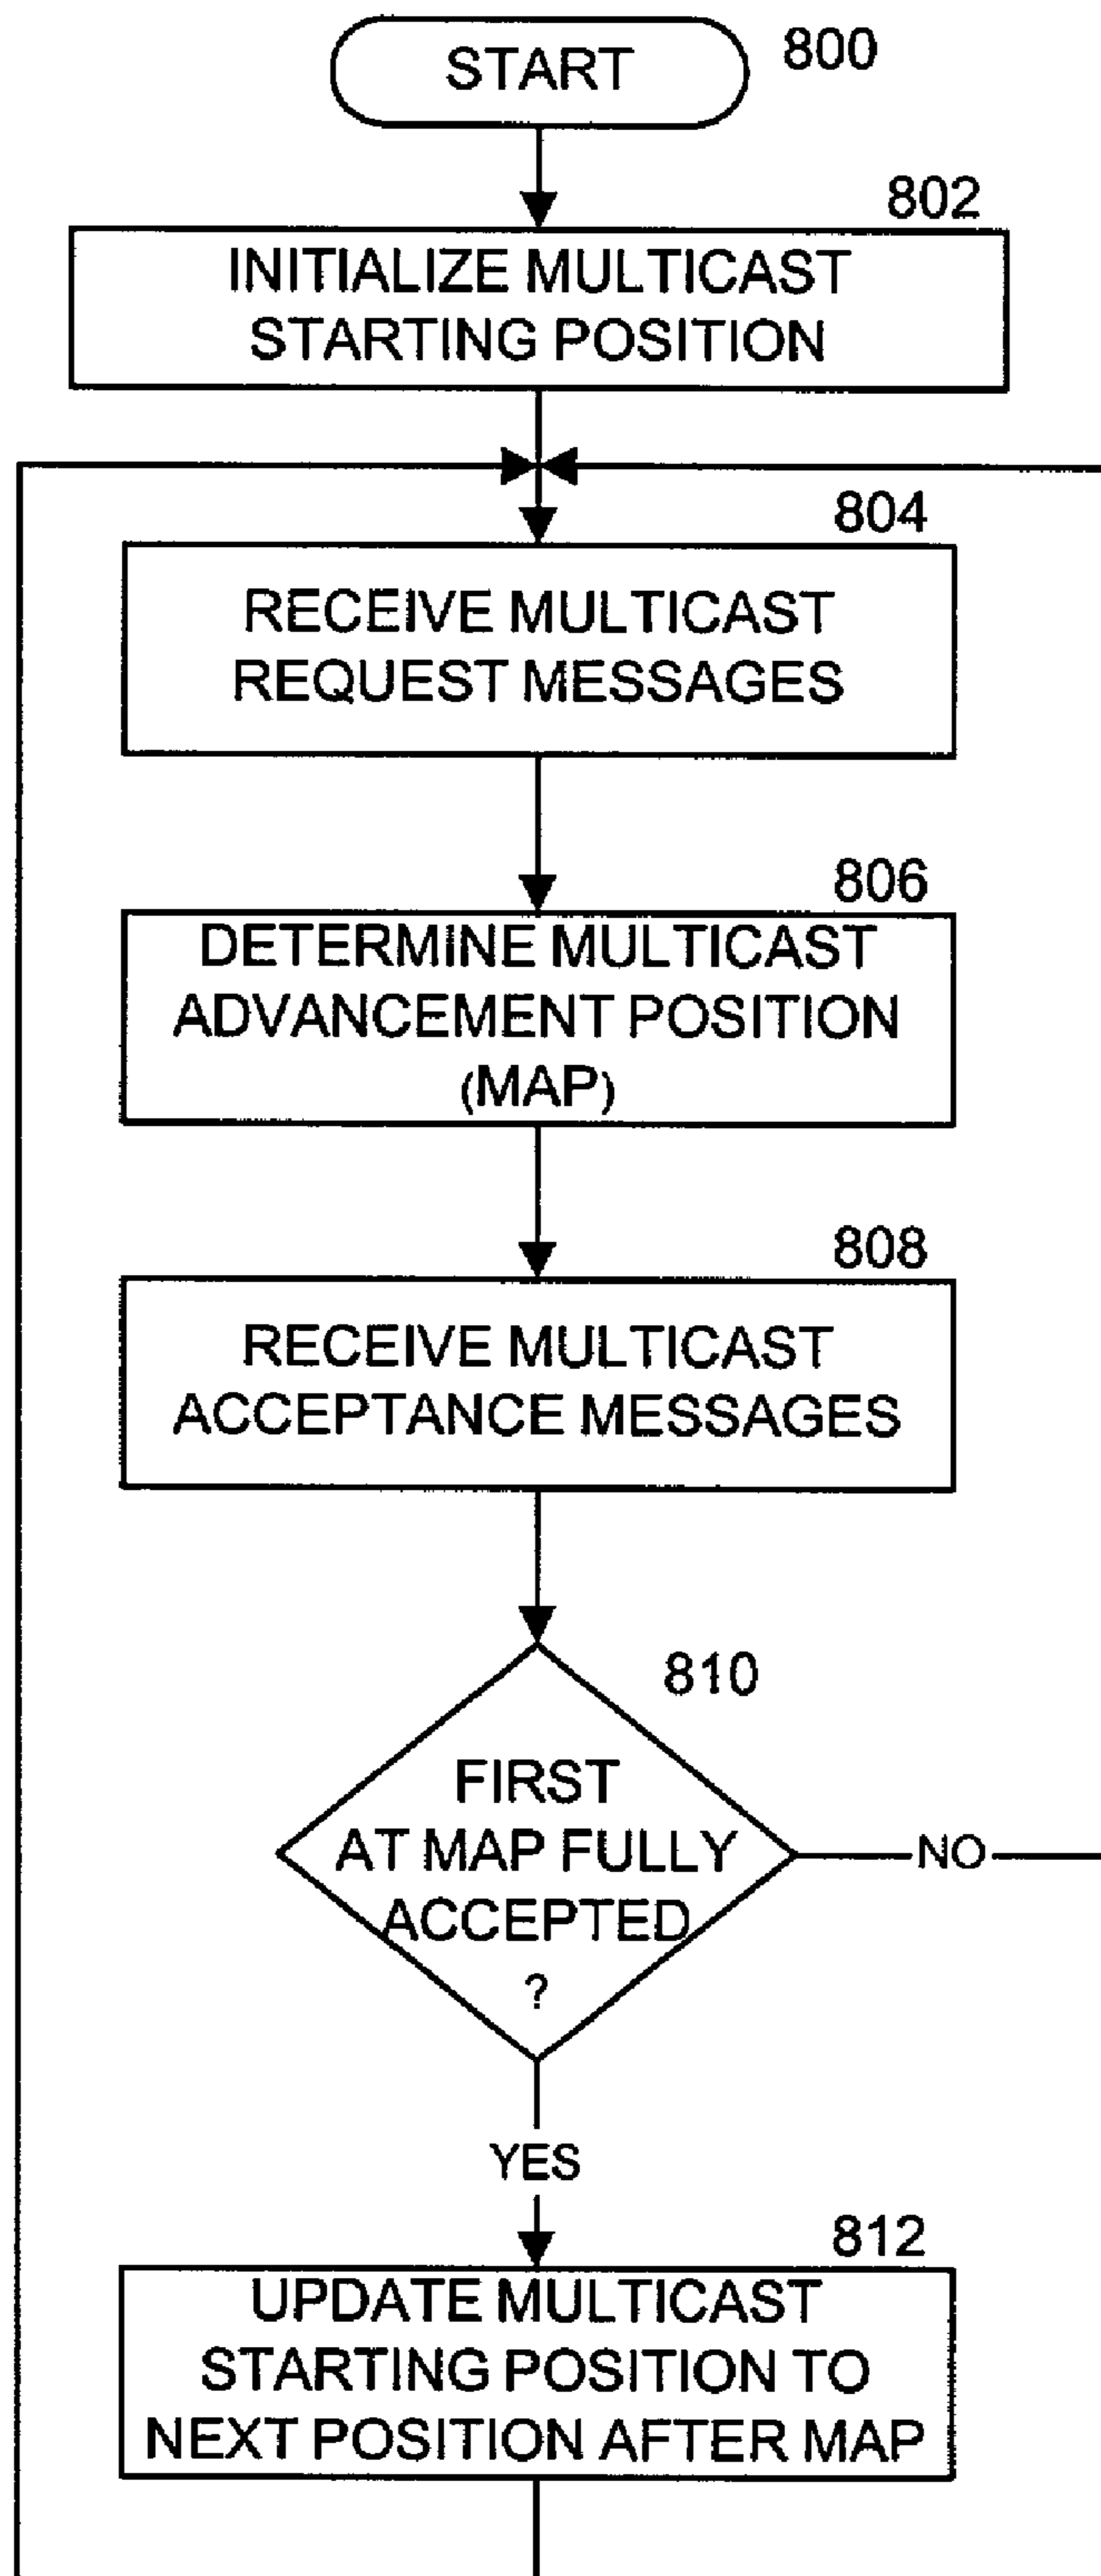 START
800
802
INITIALIZE MULTICAST
STARTING POSITION
804
RECEIVE MULTICAST
REQUEST MESSAGES
806
DETERMINE MULTICAST
ADVANCEMENT POSITION
(MAP)
808
RECEIVE MULTICAST
ACCEPTANCE MESSAGES
810
FIRST
AT MAP FULLY
ACCEPTED
?
NO
YES
812
UPDATE MULTICAST
STARTING POSITION TO
NEXT POSITION AFTER MAP